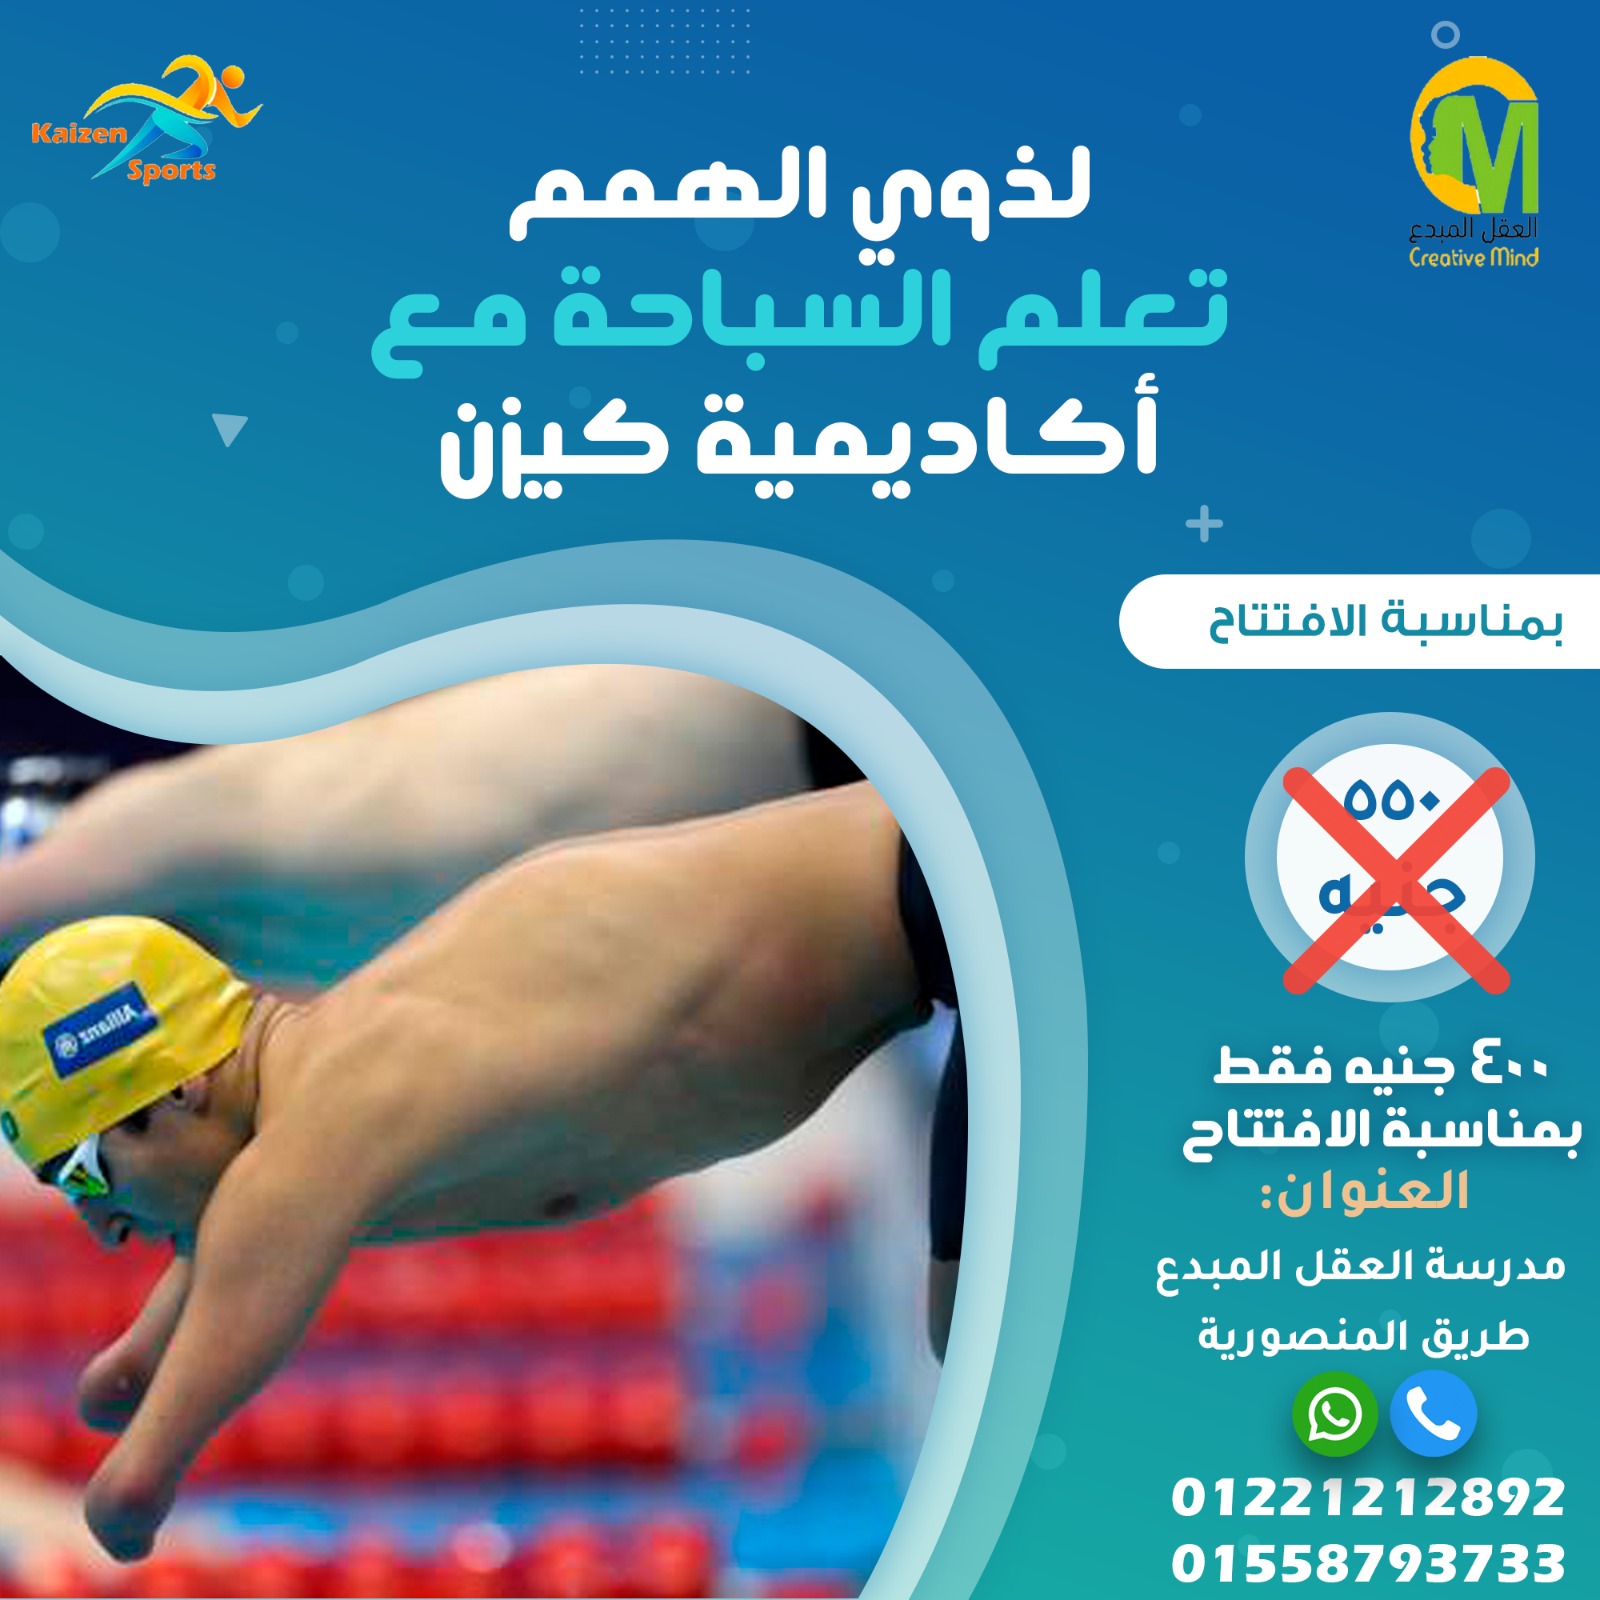 Kaizen
Sports
العقل المبدع
Creative Mind
لذوي الهمم
تعلم السباحة مع
أكاديمية كيزن
بمناسبة الافتتاح
٥٥٠
جنيه
٤٠٠ جنيه فقط
بمناسبة الافتتاح
العنوان:
مدرسة العقل المبدع
طريق المنصورية
01221212892
01558793733
Allianz